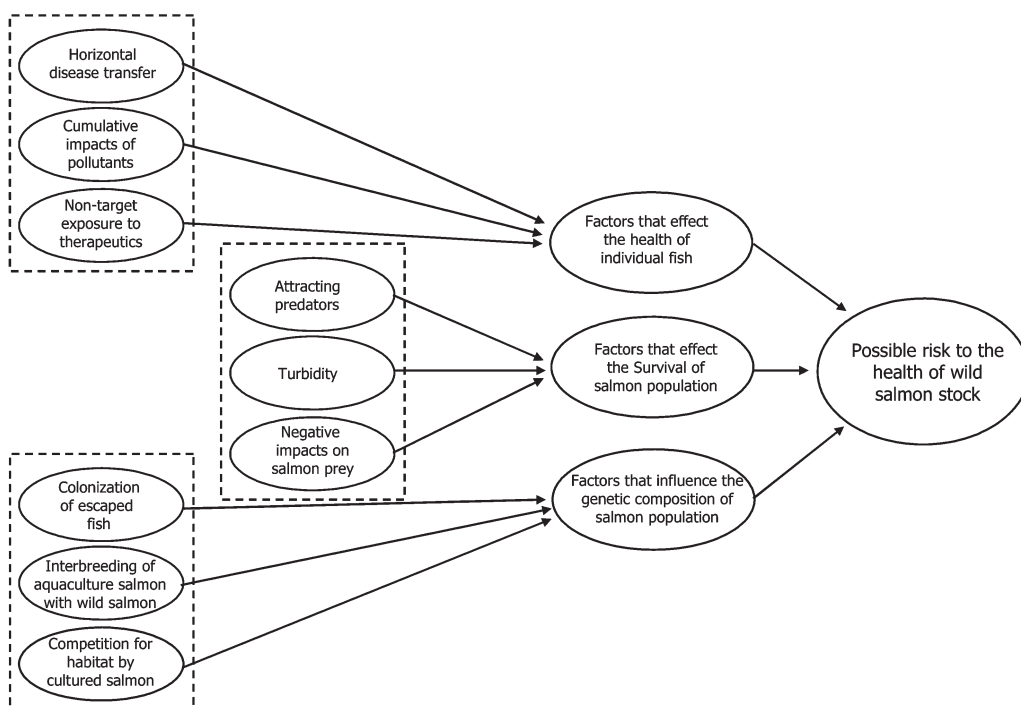 Horizontal
disease transfer
Cumulative
impacts of
pollutants
Non-target
exposure to
therapeutics
Attracting
predators
Turbidity
Negative
impacts on
salmon prey
Colonization
of escaped
fish
Interbreeding of
aquaculture salmon
with wild salmon
Competition for
habitat by
cultured salmon
Factors that effect
the health of
individual fish
Factors that effect
the Survival of
salmon population
Factors that influence the
genetic composition of
salmon population
Possible risk to the
health of wild
salmon stock